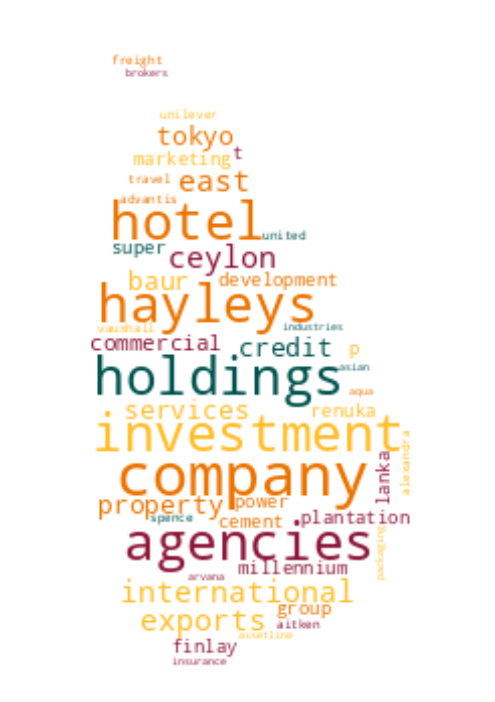 freight
brokers
unilever
tokyo
marketing t
travel east
advantis
hotel united
super ceylon
baur development
hayleys
vauxhall industries
commercial credit p
holdings asian
aqua
services renuka
investment alexandra
company lanka
property power
spence cement plantation
agencies packaging
arvana millennium
international
exports group
aitken
assetline
finlay
insurance